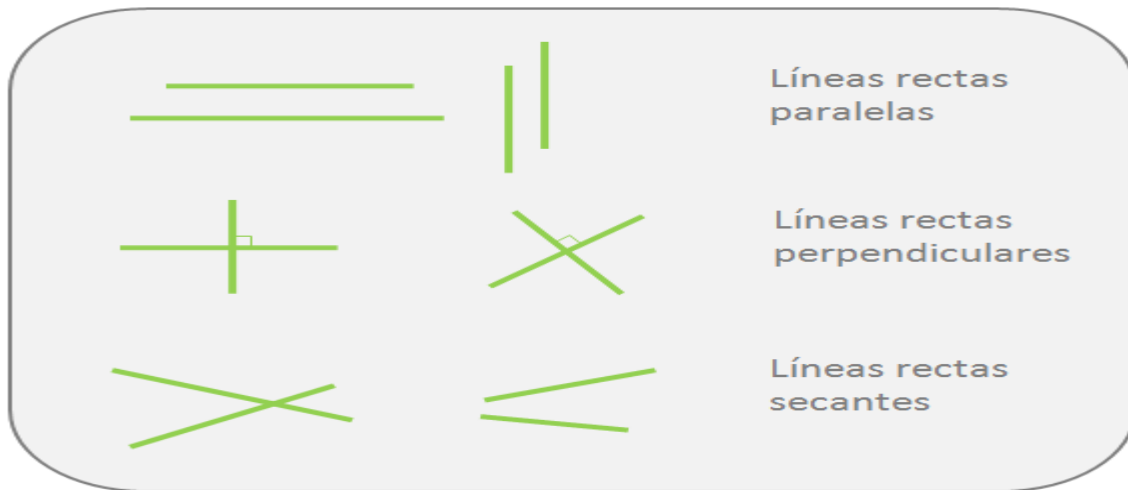 Líneas rectas
paralelas
Líneas rectas
perpendiculares
Líneas rectas
secantes